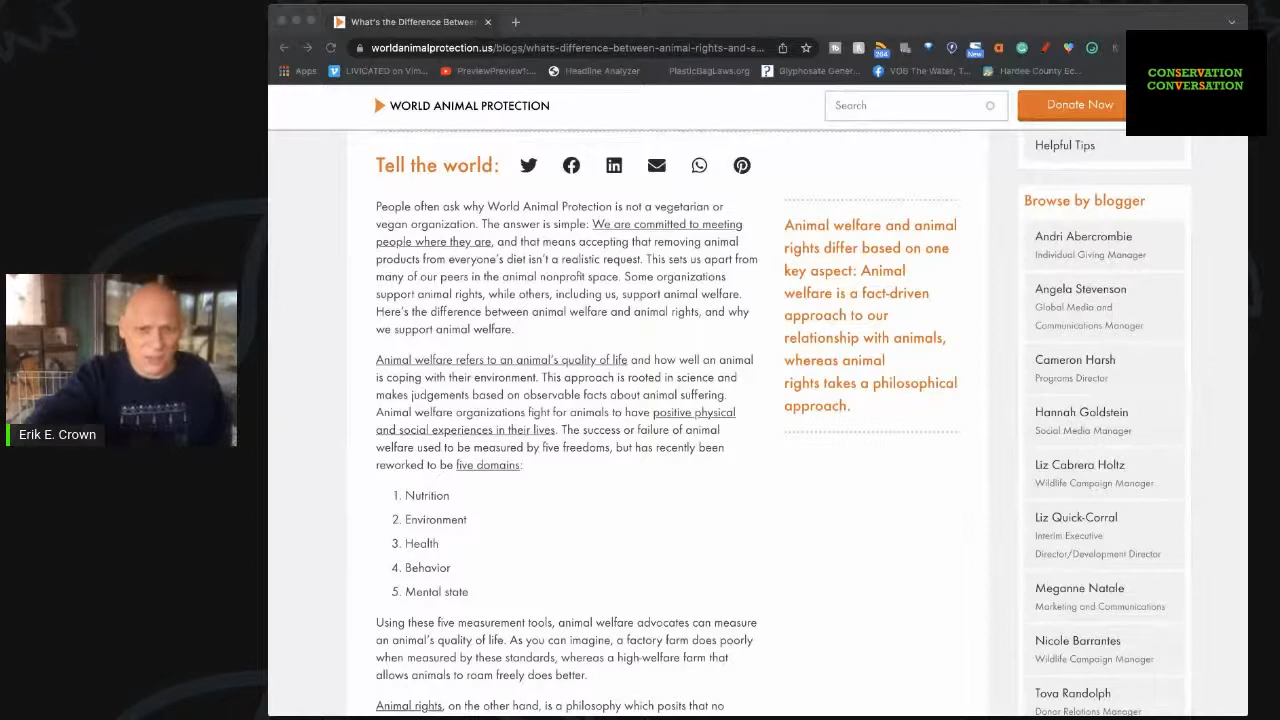 What's the Difference Betwee
worldanimalprotection.us/blogs/whats-difference-between-animal-rights-and-a...
284
New
Apps
LIVICATED on Vim...
PreviewPreview1:...
Headline Analyzer
PlasticBagLaws.org
Glyphosate Gener...
VOB The Water, T...
Hardee County Ec...
CONSERVATION
CONVERSATION
WORLD ANIMAL PROTECTION
Search
Donate Now
Helpful Tips
Tell the world:
People often ask why World Animal Protection is not a vegetarian or
vegan organization. The answer is simple: We are committed to meeting
people where they are, and that means accepting that removing animal
products from everyone's diet isn't a realistic request. This sets us apart from
many of our peers in the animal nonprofit space. Some organizations
support animal rights, while others, including us, support animal welfare.
Here's the difference between animal welfare and animal rights, and why
we support animal welfare.
Animal welfare refers to an animal's quality of life and how well an animal
is coping with their environment. This approach is rooted in science and
makes judgements based on observable facts about animal suffering.
Animal welfare organizations fight for animals to have positive physical
and social experiences in their lives. The success or failure of animal
welfare used to be measured by five freedoms, but has recently been
reworked to be five domains:
1. Nutrition
2. Environment
3. Health
4. Behavior
5. Mental state
Using these five measurement tools, animal welfare advocates can measure
an animal's quality of life. As you can imagine, a factory farm does poorly
when measured by these standards, whereas a high-welfare farm that
allows animals to roam freely does better.
Animal rights, on the other hand, is a philosophy which posits that no
Animal welfare and animal
rights differ based on one
key aspect: Animal
welfare is a fact-driven
approach to our
relationship with animals,
whereas animal
rights takes a philosophical
approach.
Browse by blogger
Andri Abercrombie
Individual Giving Manager
Angela Stevenson
Global Media and
Communications Manager
Cameron Harsh
Programs Director
Hannah Goldstein
Social Media Manager
Liz Cabrera Holtz
Wildlife Campaign Manager
Liz Quick-Corral
Interim Executive
Director/Development Director
Meganne Natale
Marketing and Communications
Nicole Barrantes
Wildlife Campaign Manager
Tova Randolph
Donor Relations Manager
Erik E. Crown